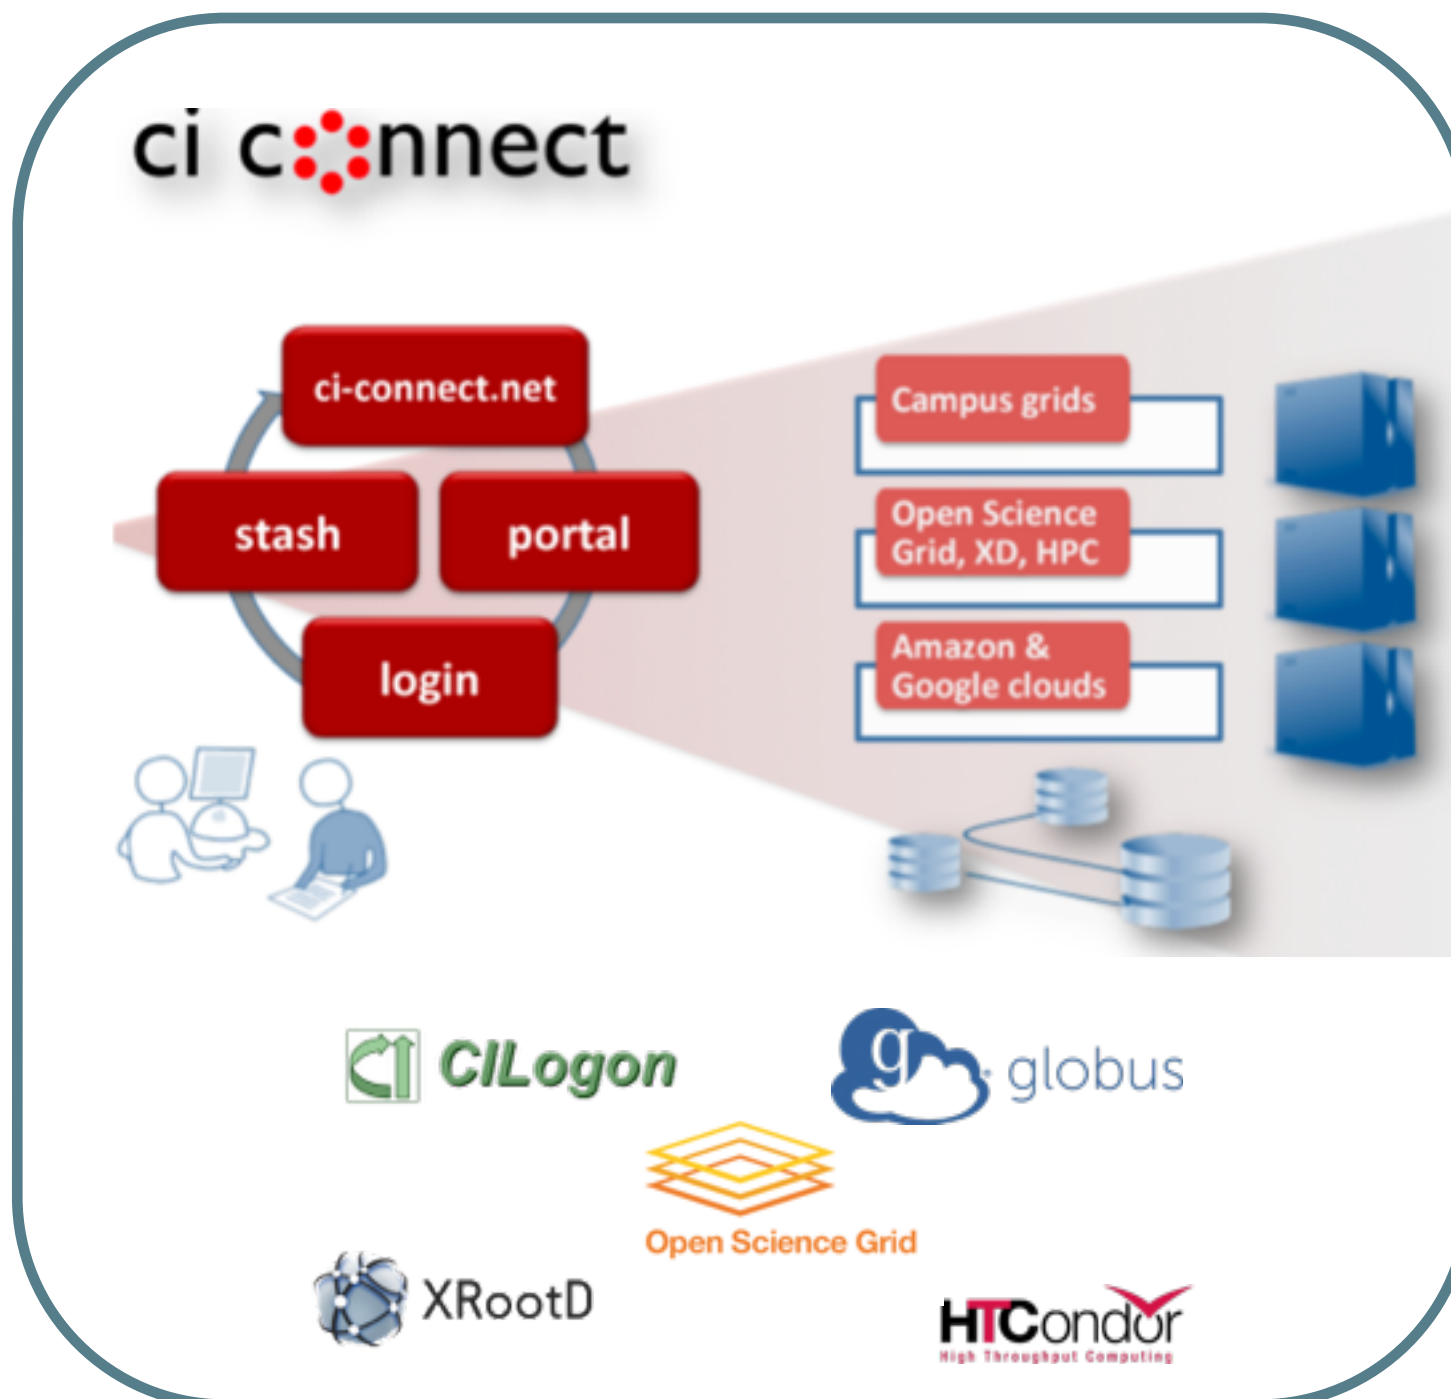 ci connect
ci-connect.net
stash
portal
login
Campus grids
Open Science
Grid, XD, HPC
Amazon &
Google clouds
CI
CILogon
g
globus
Open Science Grid
XRootD
HTCondor
High Throughput Computing